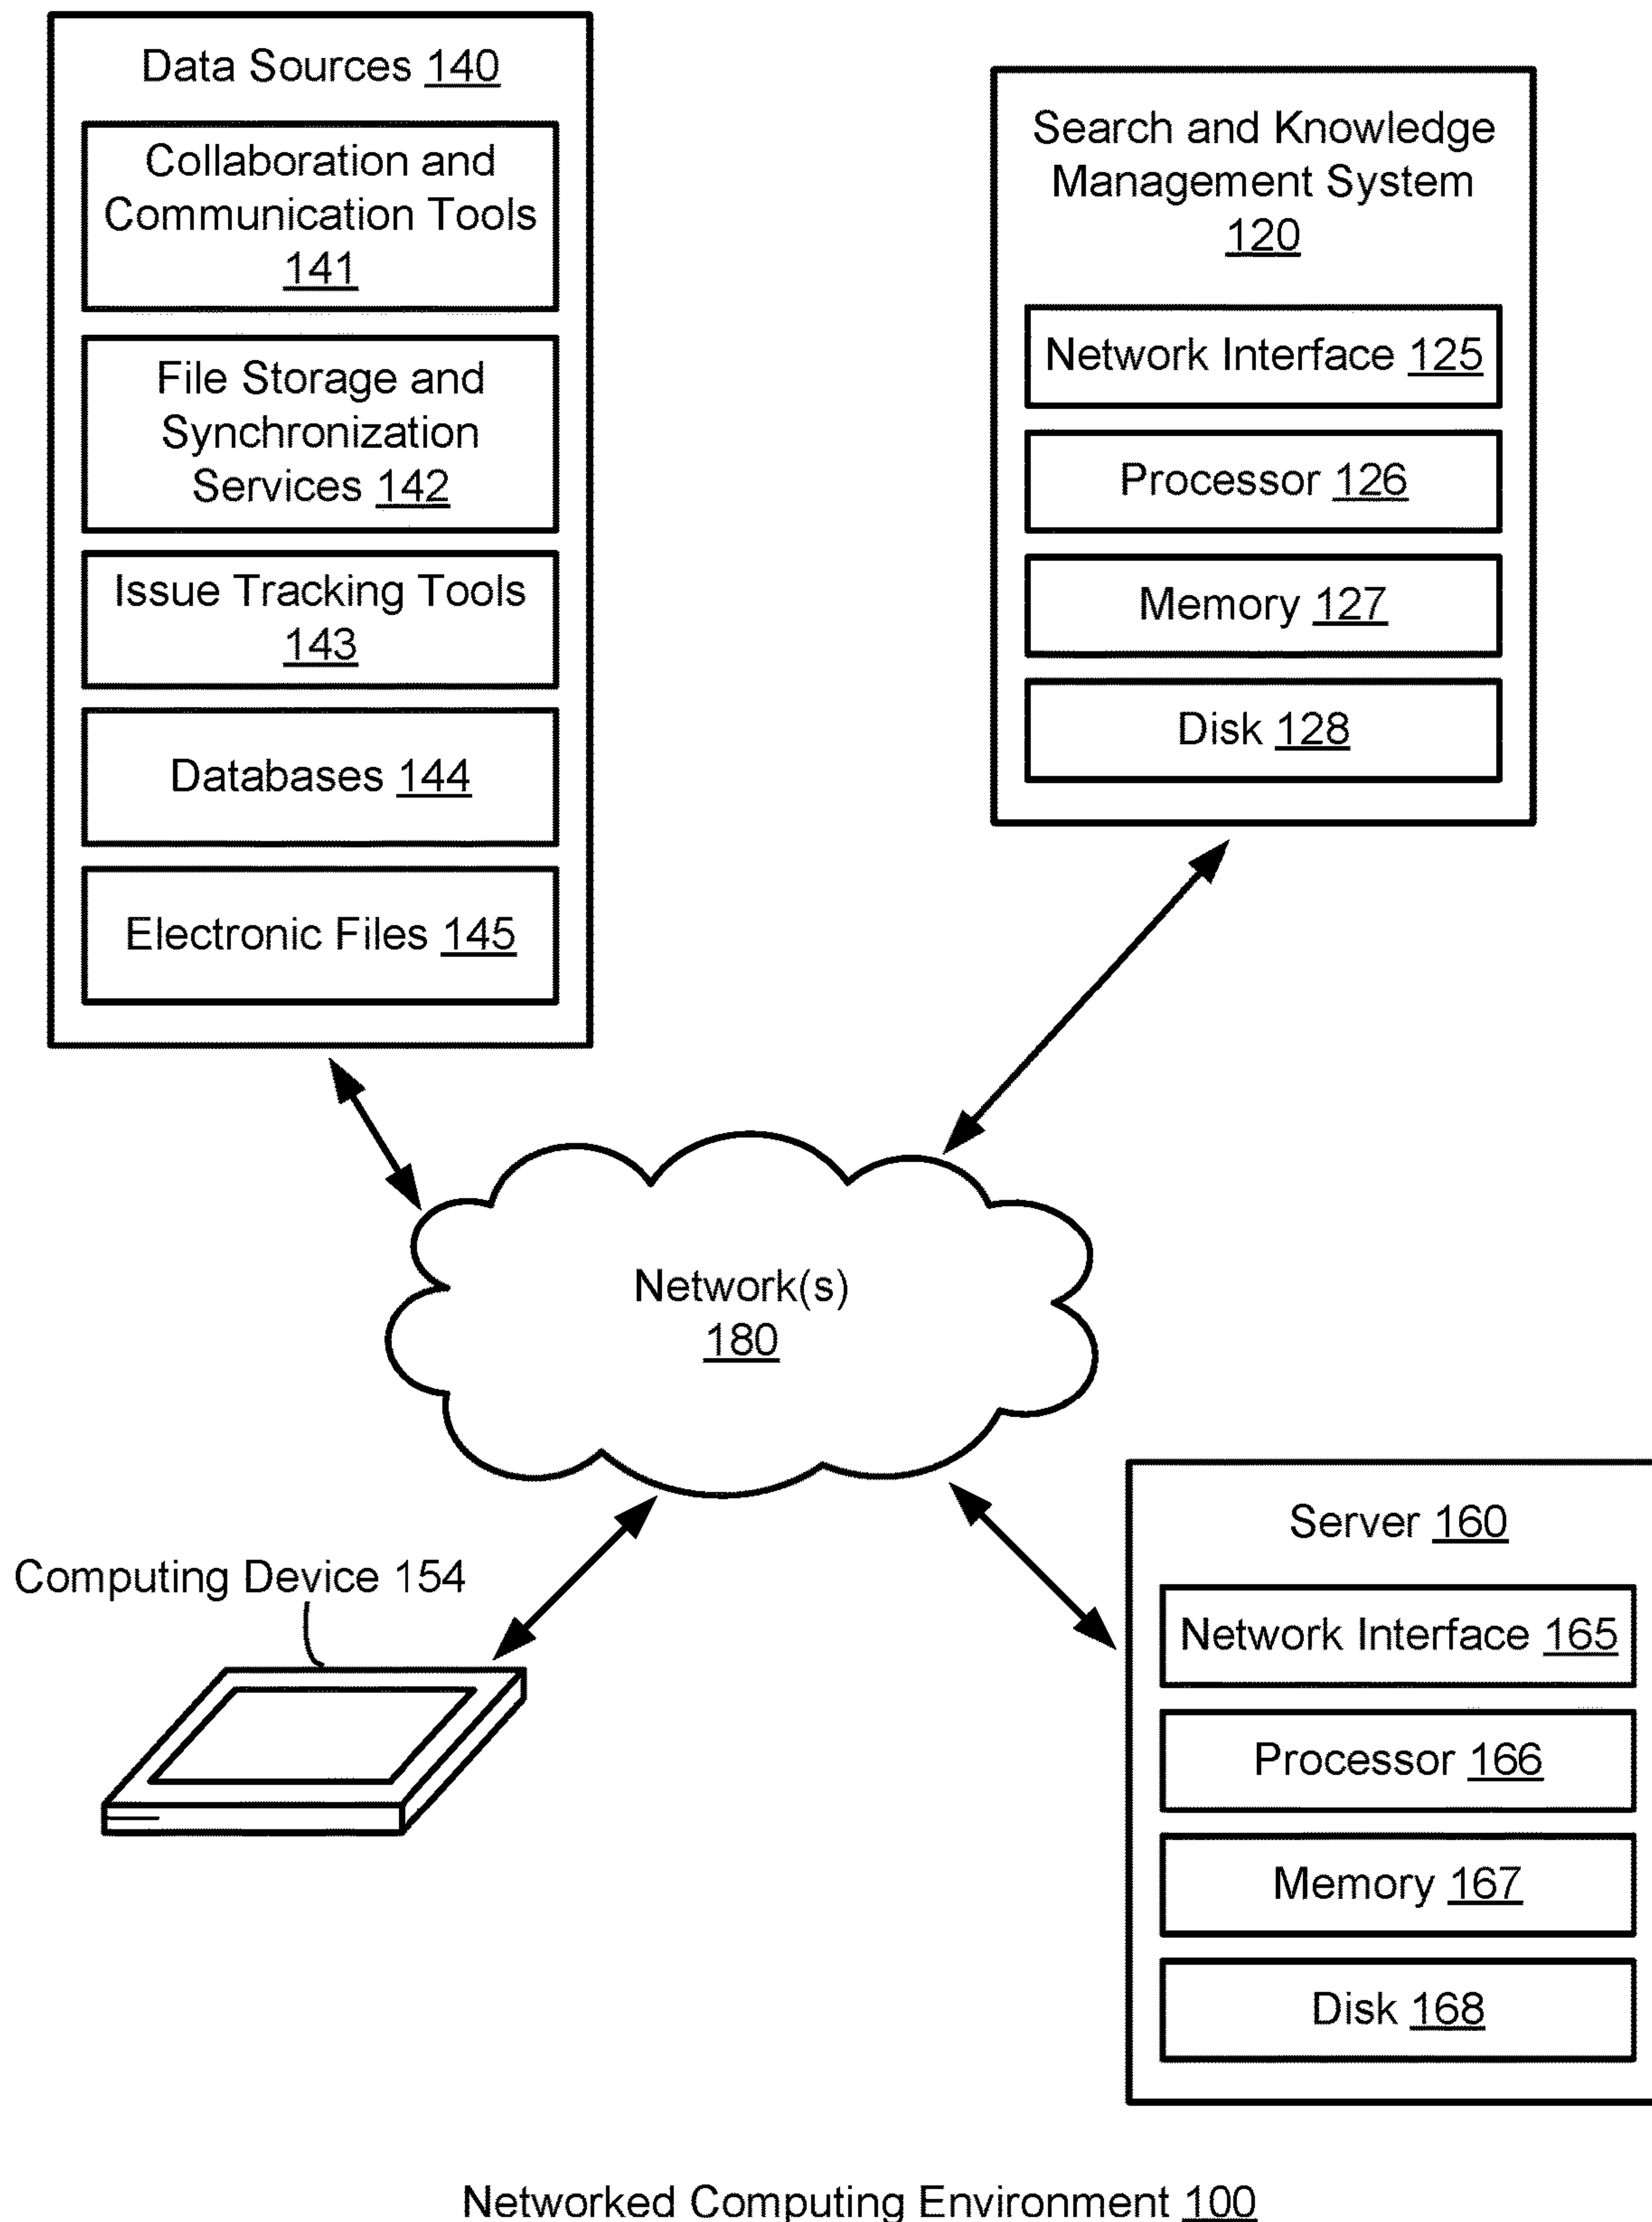 Data Sources 140
Collaboration and
Communication Tools
141
File Storage and
Synchronization
Services 142
Issue Tracking Tools
143
Databases 144
Electronic Files 145
Search and Knowledge
Management System
120
Network Interface 125
Processor 126
Memory 127
Disk 128
Network(s)
180
Computing Device 154
Server 160
Network Interface 165
Processor 166
Memory 167
Disk 168
Networked Computing Environment 100